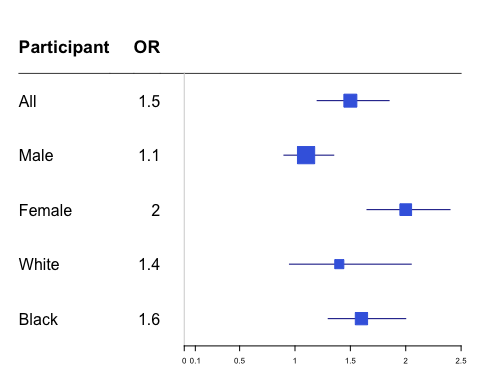 Participant OR
All 1.5
Male 1.1
Female 2
White 1.4
Black 1.6
0 0.1 0.5 1 1.5 2 2.5